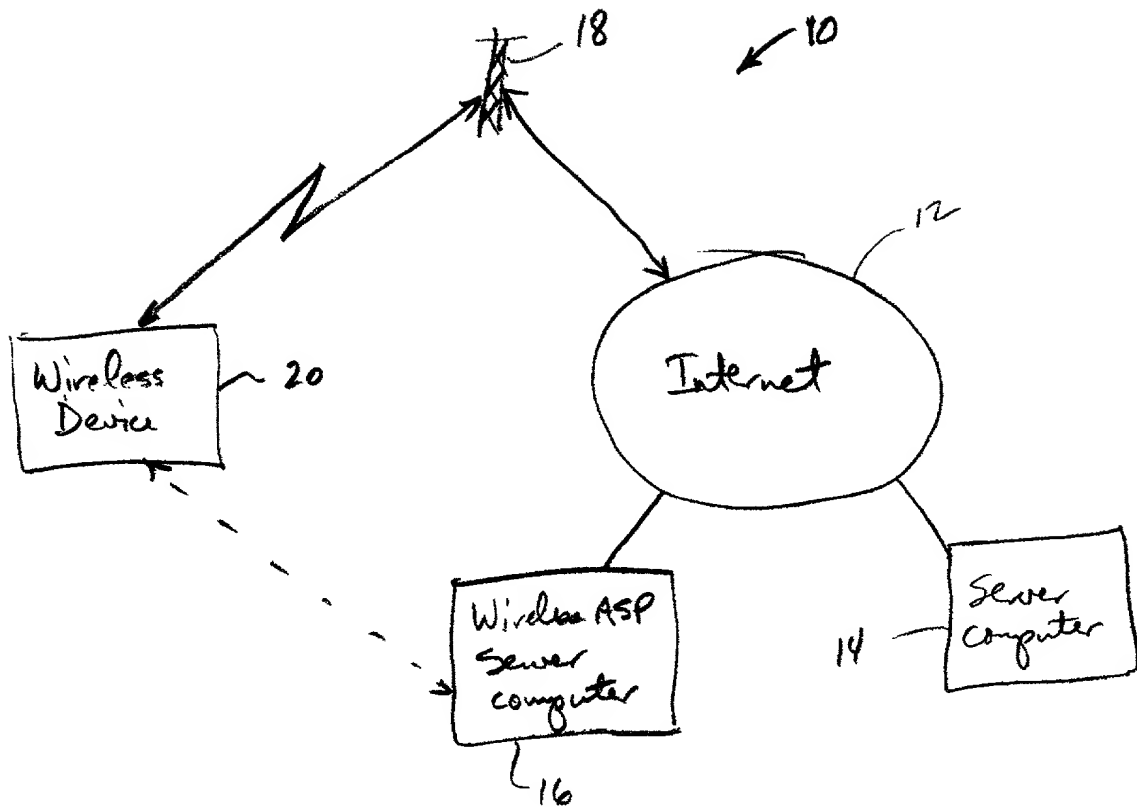 18
10
12
Internet
Wireless
Device
20
Wireless ASP
Server
computer
16
Server
computer
14